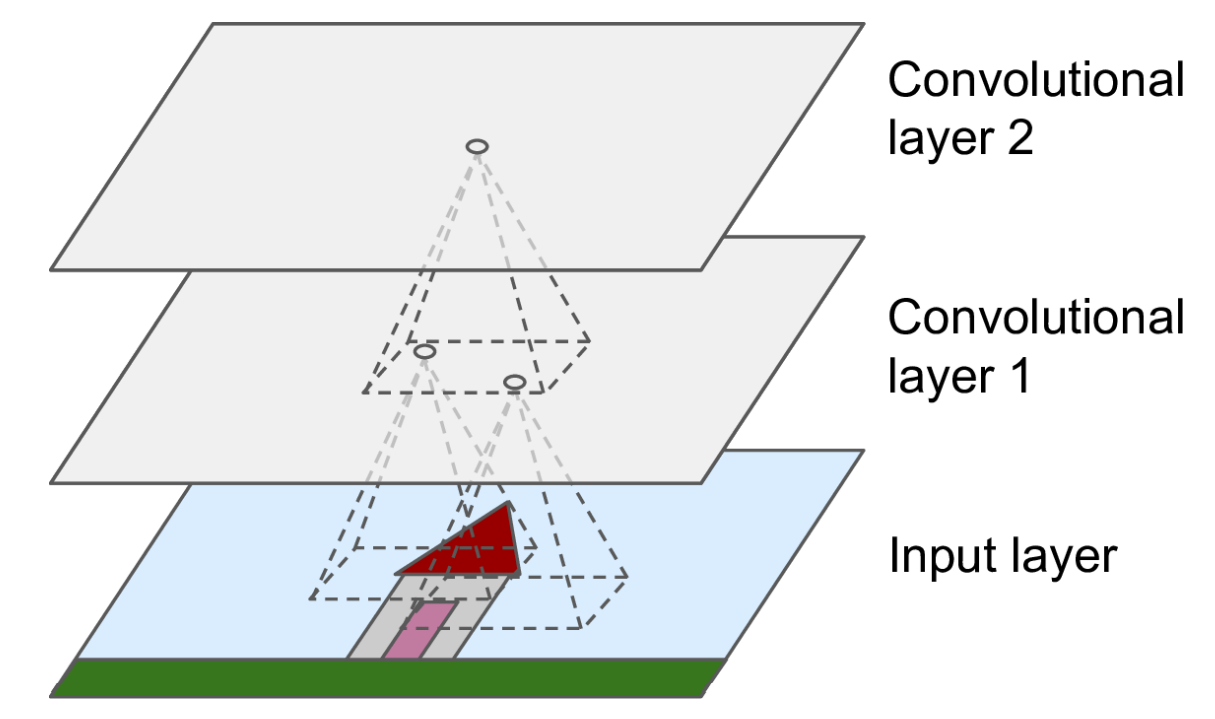 Convolutional
layer 2
Convolutional
layer 1
Input layer